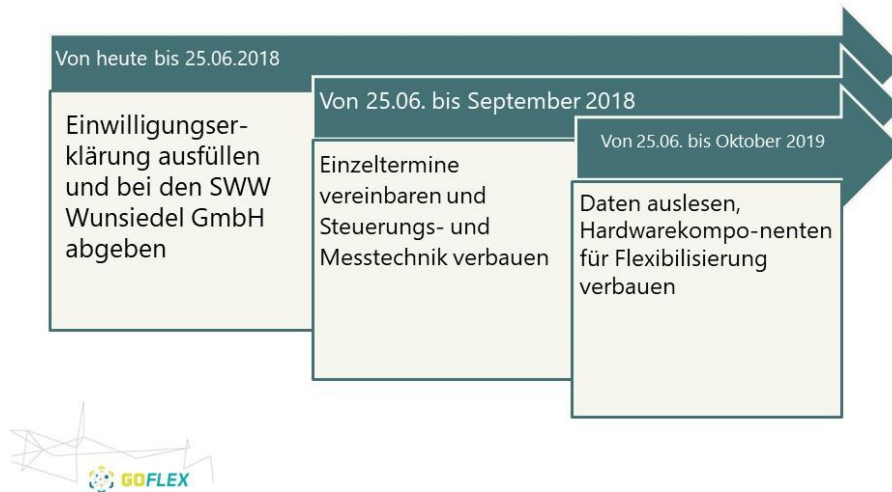 Von heute bis 25.06.2018
Einwilligungser-
klärung ausfüllen
und bei den SWW
Wunsiedel GmbH
abgeben
Von 25.06. bis September 2018
Einzeltermine
vereinbaren und
Steuerungs- und
Messtechnik verbauen
Von 25.06. bis Oktober 2019
Daten auslesen,
Hardwarekompo-nenten
für Flexibilisierung
verbauen
GOFLEX